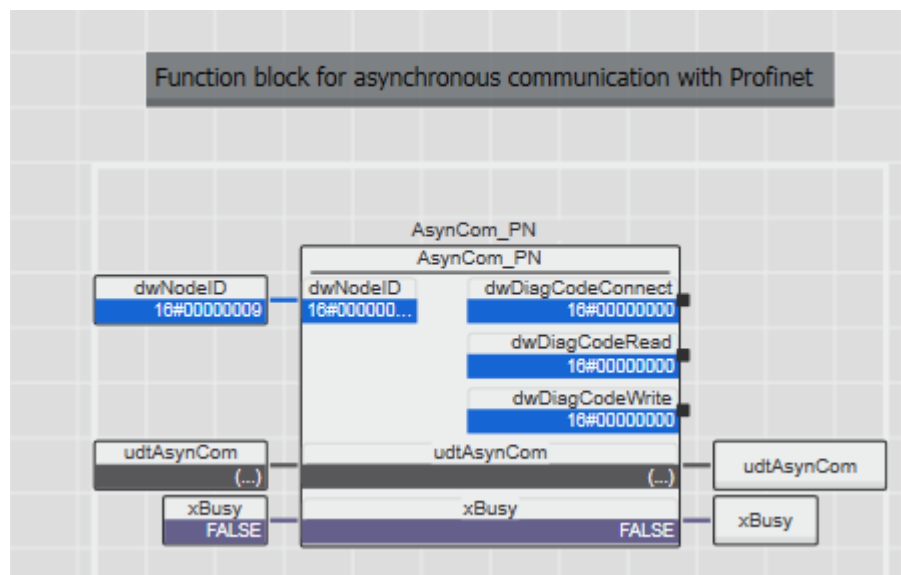 Function block for asynchronous communication with Profinet
AsynCom_PN
AsynCom_PN
dwNodeID
16#00000009
dwNodeID
16#000000...
dwDiagCodeConnect
16#00000000
dwDiagCodeRead
16#00000000
dwDiagCodeWrite
16#00000000
udtAsynCom
(...)
udtAsynCom
(...)
udtAsynCom
xBusy
FALSE
xBusy
FALSE
xBusy